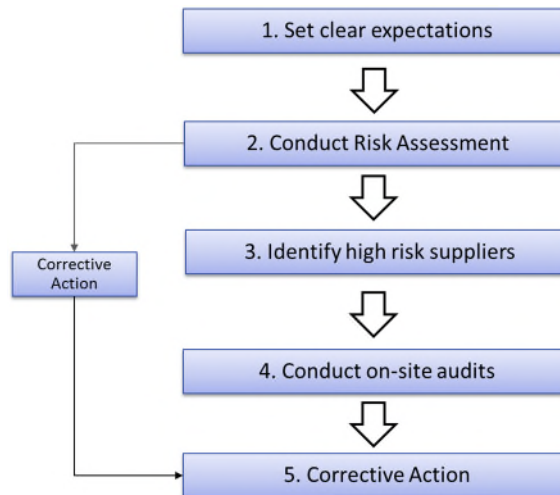 1. Set clear expectations
2. Conduct Risk Assessment
3. Identify high risk suppliers
Corrective
Action
4. Conduct on-site audits
5. Corrective Action